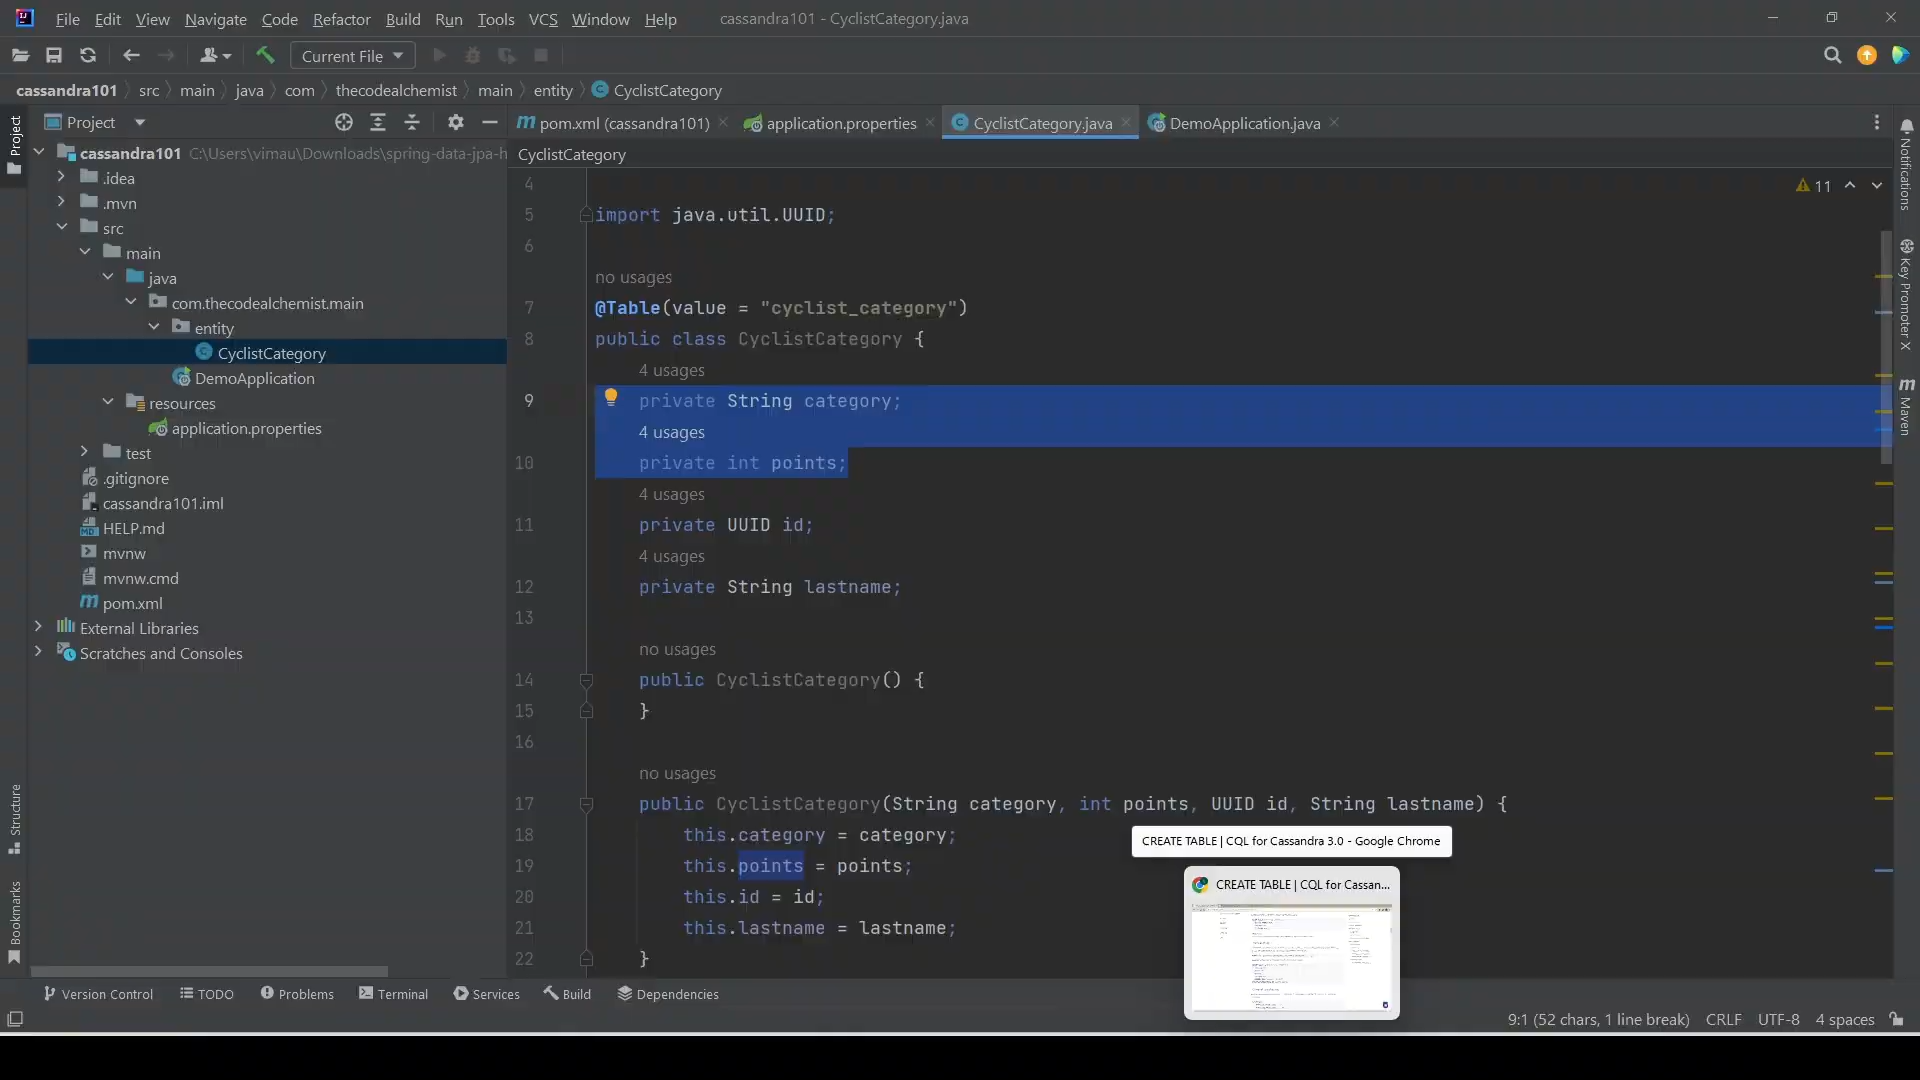 File Edit View Navigate Code Refactor Build Run Tools VCS Window Help cassandra101 - CyclistCategory.java
Current File
cassandra101 src main java com thecodealchemist main entity CyclistCategory
Project
Project
pom.xml (cassandra101) application.properties CyclistCategory.java DemoApplication.java
Notifications
Key Promoter X
Maven
cassandra101 C:\Users\vimau\Downloads\spring-data-jpa-h
.idea
.mvn
src
main
java
com.thecodealchemist.main
entity
CyclistCategory
DemoApplication
resources
application.properties
test
.gitignore
cassandra101.iml
HELP.md
mvnw
mvnw.cmd
pom.xml
External Libraries
Scratches and Consoles
Structure
Bookmarks
CyclistCategory
11
4
5 import java.util.UUID;
6
no usages
7 @Table(value = "cyclist_category")
8 public class CyclistCategory {
4 usages
9 private String category;
4 usages
10 private int points;
4 usages
11 private UUID id;
4 usages
12 private String lastname;
13
no usages
14 public CyclistCategory() {
15 }
16
no usages
17 public CyclistCategory(String category, int points, UUID id, String lastname) {
18 this.category = category;
19 this.points = points;
20 this.id = id;
21 this.lastname = lastname;
22 }
CREATE TABLE | CQL for Cassandra 3.0 - Google Chrome
CREATE TABLE | CQL for Cassan...
Version Control TODO Problems Terminal Services Build Dependencies
9:1 (52 chars, 1 line break) CRLF UTF-8 4 spaces